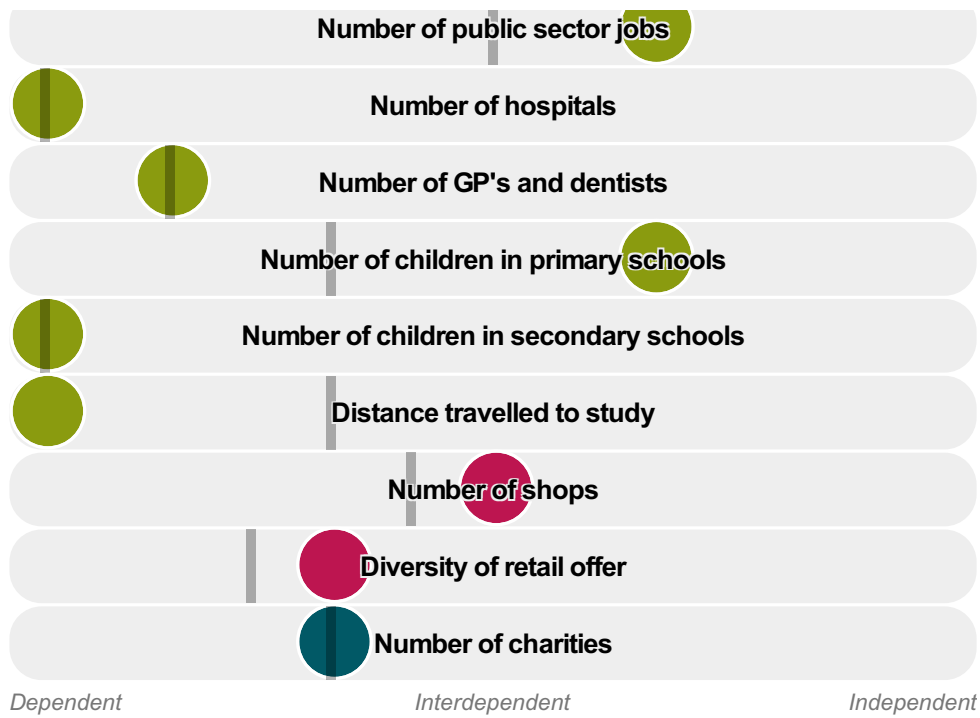 Number of public sector jobs
Number of hospitals
Number of GP's and dentists
Number of children in primary schools
Number of children in secondary schools
Distance travelled to study
Number of shops
Diversity of retail offer
Number of charities
Dependent Interdependent Independent